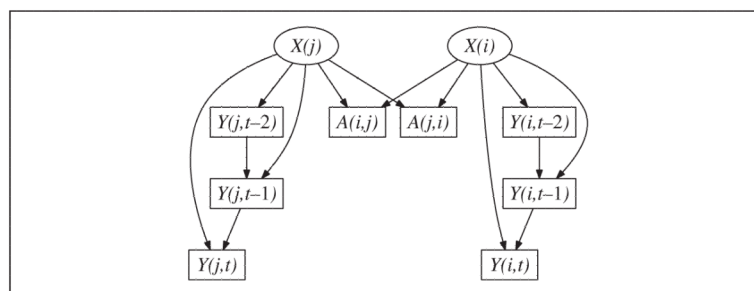 X(j) X(i)
Y(j,t–2) A(i,j) A(j,i) Y(i,t–2)
Y(j,t–1) Y(i,t–1)
Y(j,t) Y(i,t)